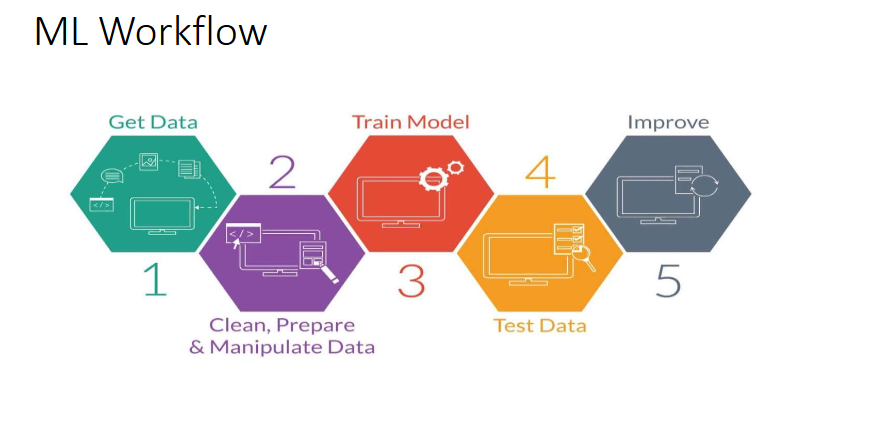 ML Workflow
Get Data
1
2
Clean, Prepare
& Manipulate Data
Train Model
3
4
Test Data
Improve
5